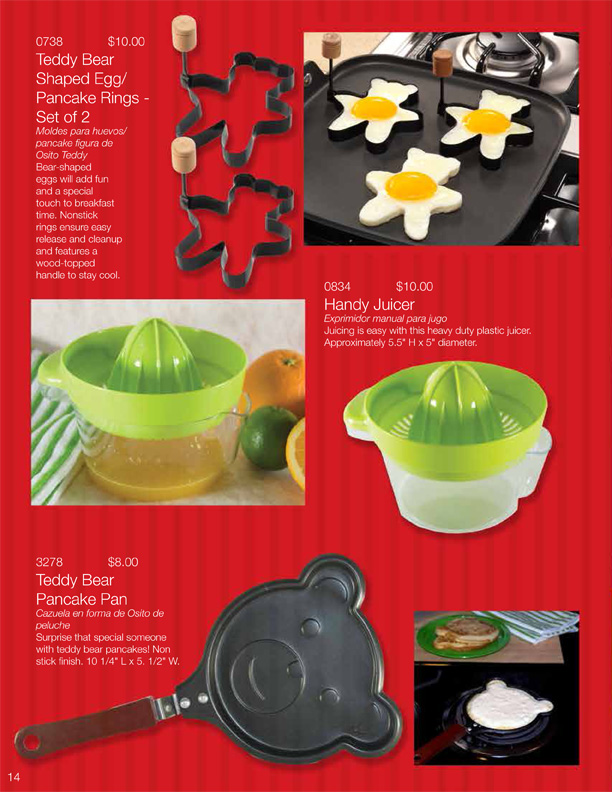 0738 $10.00
Teddy Bear
Shaped Egg/
Pancake Rings -
Set of 2
Moldes para huevos/
pancake figura de
Osito Teddy
Bear-shaped
eggs will add fun
and a special
touch to breakfast
time. Nonstick
rings ensure easy
release and cleanup
and features a
wood-topped
handle to stay cool.
0834 $10.00
Handy Juicer
Exprimidor manual para jugo
Juicing is easy with this heavy duty plastic juicer.
Approximately 5.5" H x 5" diameter.
3278 $8.00
Teddy Bear
Pancake Pan
Cazuela en forma de Osito de
peluche
Surprise that special someone
with teddy bear pancakes! Non
stick finish. 10 1/4" L x 5. 1/2" W.
14